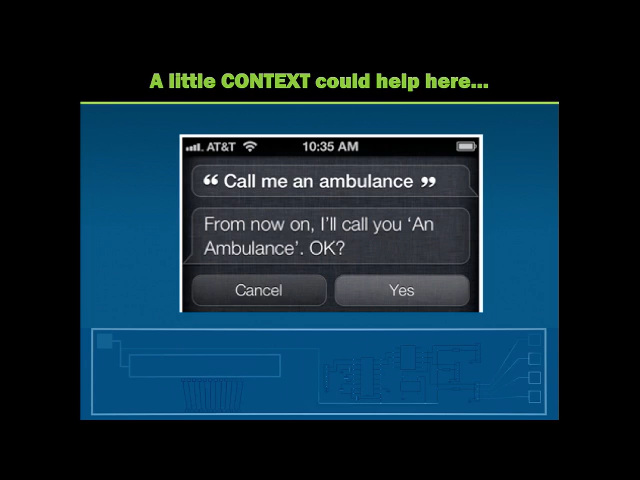 A little CONTEXT could help here...
AT&T 10:35 AM
“ Call me an ambulance ”
From now on, I'll call you ‘An
Ambulance’. OK?
Cancel Yes